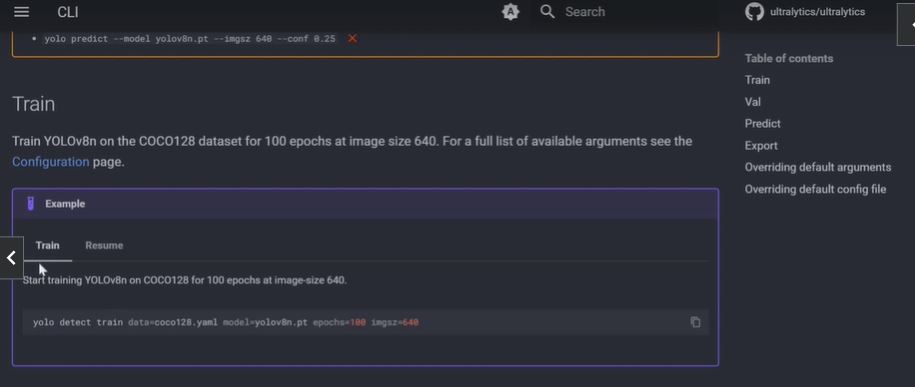 CLI
A
Search
ultralytics/ultralytics
• yolo predict --model yolov8n.pt --imgsz 640 --conf 0.25 ❌
Train
Train YOLOv8n on the COCO128 dataset for 100 epochs at image size 640. For a full list of available arguments see the
Configuration page.
Example
Train Resume
Start training YOLOv8n on COCO128 for 100 epochs at image-size 640.
yolo detect train data=coco128.yaml model=yolov8n.pt epochs=100 imgsz=640
Table of contents
Train
Val
Predict
Export
Overriding default arguments
Overriding default config file